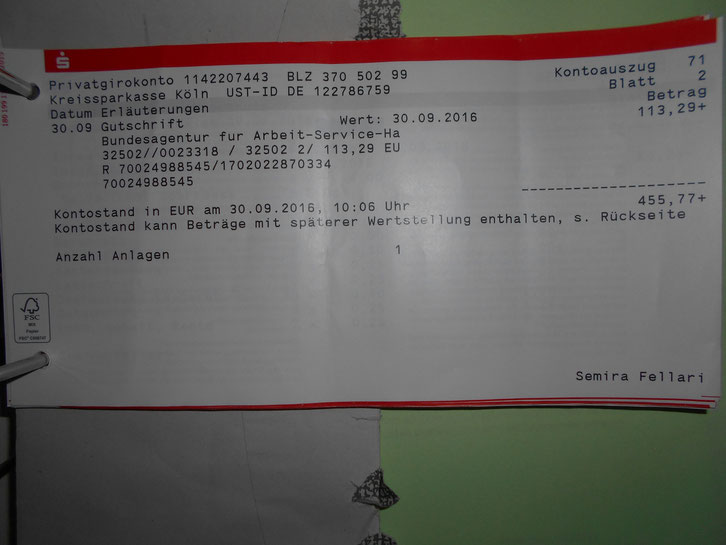 Privatgirokonto 1142207443 BLZ 370 502 99 Kontoauszug 71
Kreissparkasse Köln UST-ID DE 122786759 Blatt 2
Datum Erläuterungen Betrag
30.09 Gutschrift Wert: 30.09.2016 113,29+
Bundesagentur fur Arbeit-Service-Ha
32502//0023318 / 32502 2/ 113,29 EU
R 70024988545/1702022870334
70024988545
Kontostand in EUR am 30.09.2016, 10:06 Uhr 455,77+
Kontostand kann Beträge mit späterer Wertstellung enthalten, s. Rückseite
Anzahl Anlagen 1
FSC
Semira Fellari